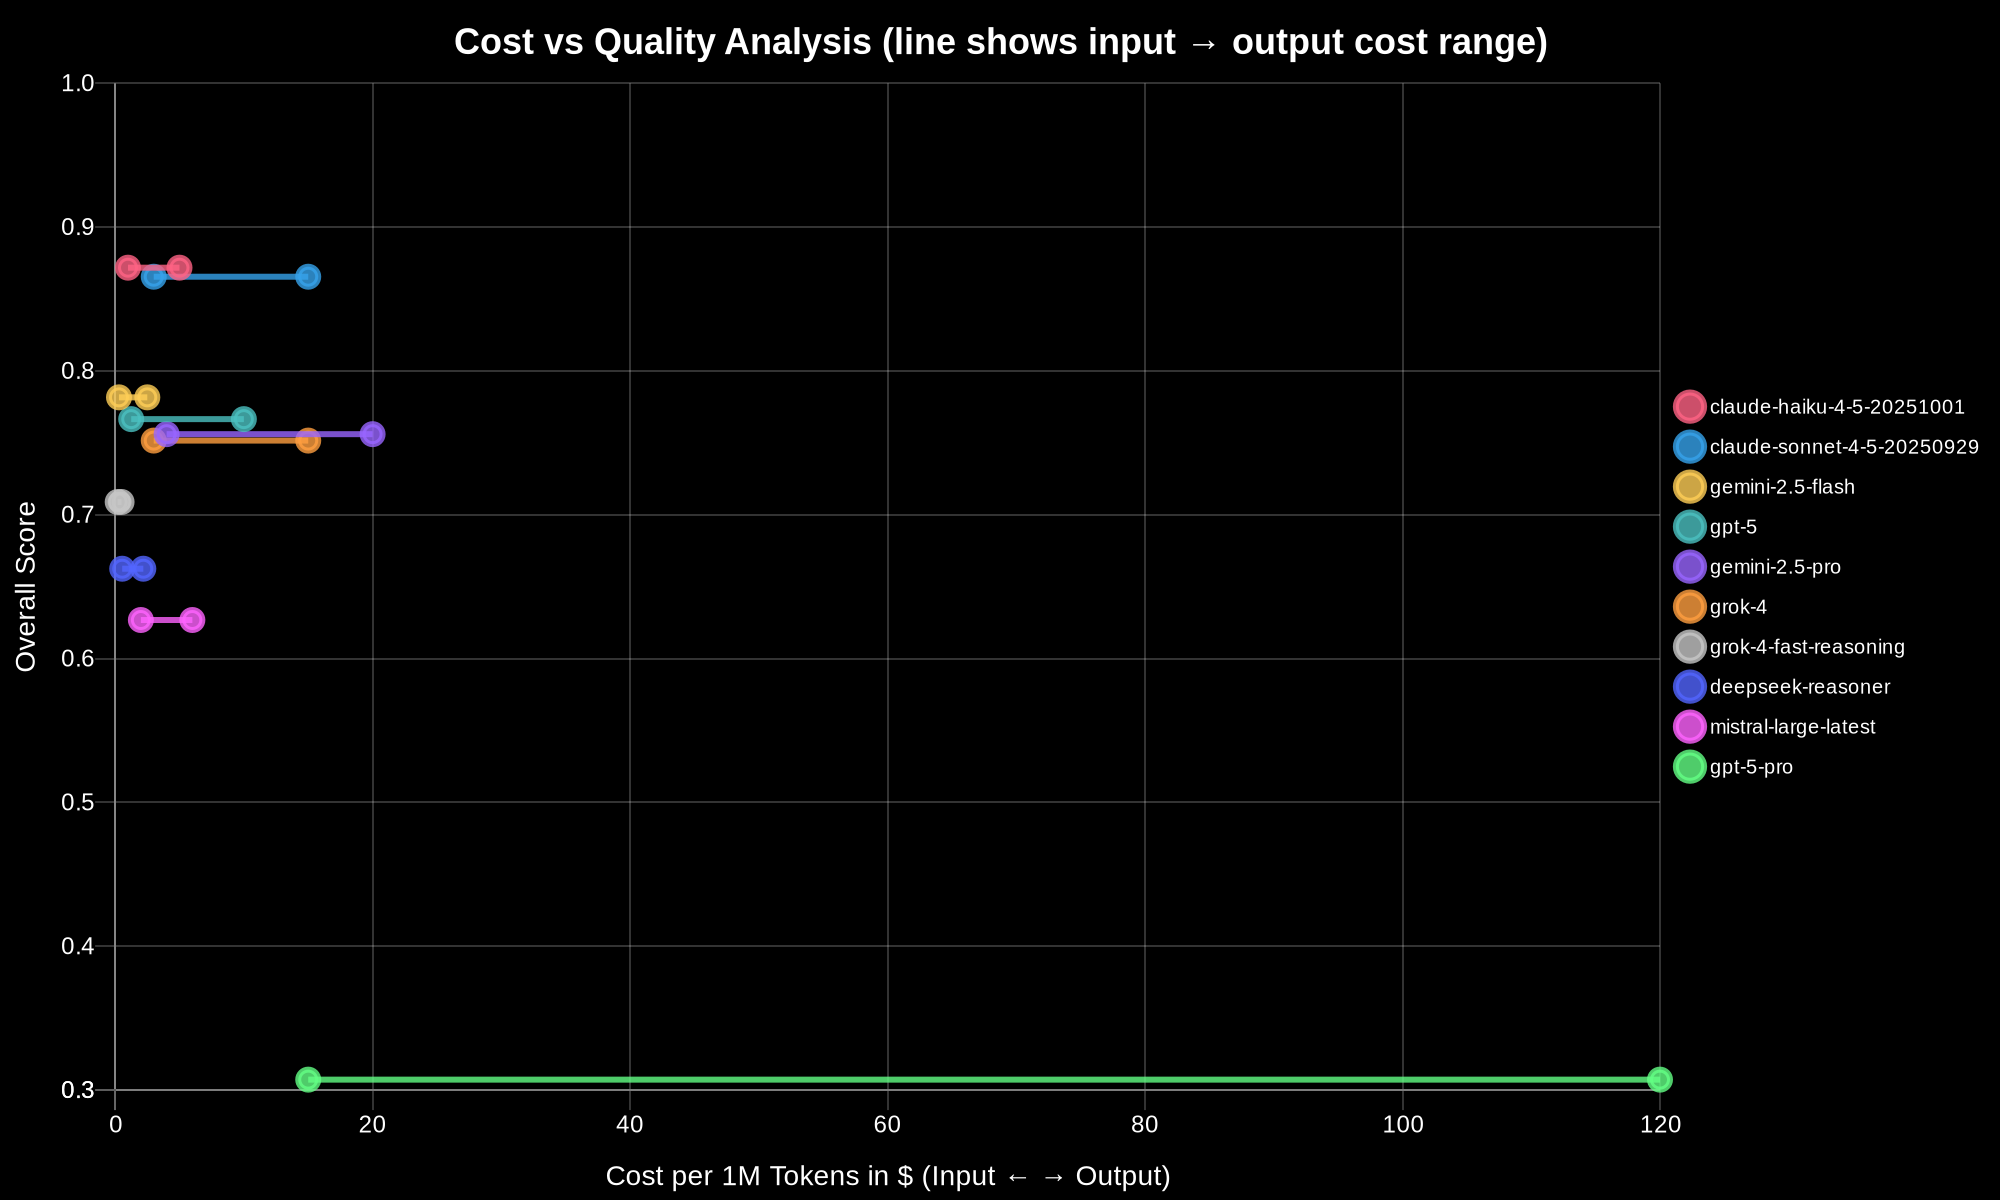 Cost vs Quality Analysis (line shows input → output cost range)
1.0
0.9
0.8
0.7
0.6
0.5
0.4
0.3
Overall Score
0 20 40 60 80 100 120
Cost per 1M Tokens in $ (Input ← → Output)
claude-haiku-4-5-20251001
claude-sonnet-4-5-20250929
gemini-2.5-flash
gpt-5
gemini-2.5-pro
grok-4
grok-4-fast-reasoning
deepseek-reasoner
mistral-large-latest
gpt-5-pro